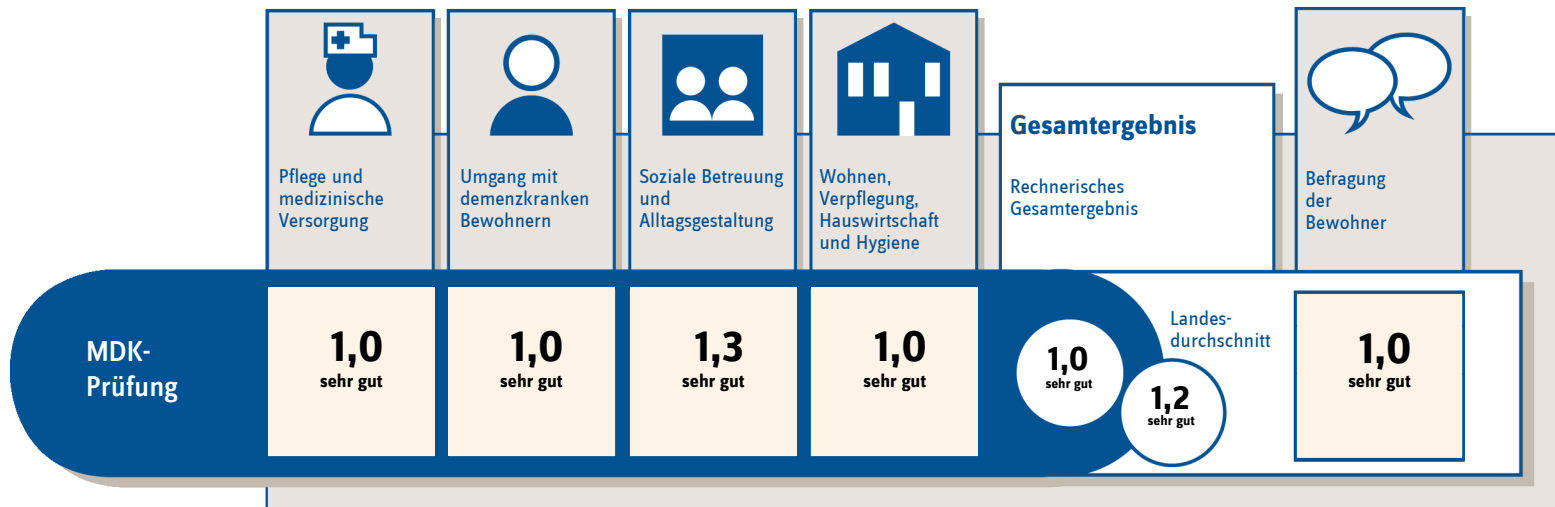 Pflege und
medizinische
Versorgung
Umgang mit
demenzkranken
Bewohnern
Soziale Betreuung
und
Alltagsgestaltung
Wohnen,
Verpflegung,
Hauswirtschaft
und Hygiene
Gesamtergebnis
Rechnerisches
Gesamtergebnis
Befragung
der
Bewohner
MDK-
Prüfung
1,0
sehr gut
1,0
sehr gut
1,3
sehr gut
1,0
sehr gut
1,0
sehr gut
Landes-
durchschnitt
1,2
sehr gut
1,0
sehr gut